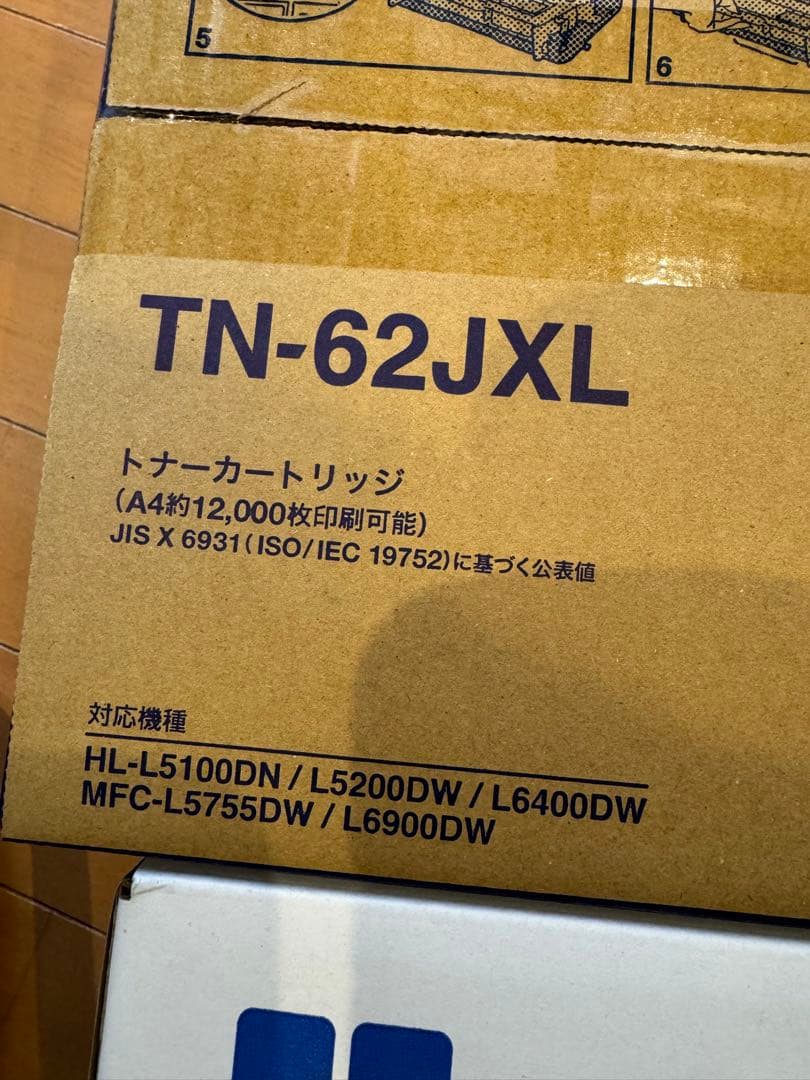 5
6
TN-62JXL
トナーカートリッジ
(A4約12,000枚印刷可能)
JIS X 6931(ISO/IEC 19752)に基づく公表値
対応機種
HL-L5100DN / L5200DW / L6400DW
MFC-L5755DW / L6900DW